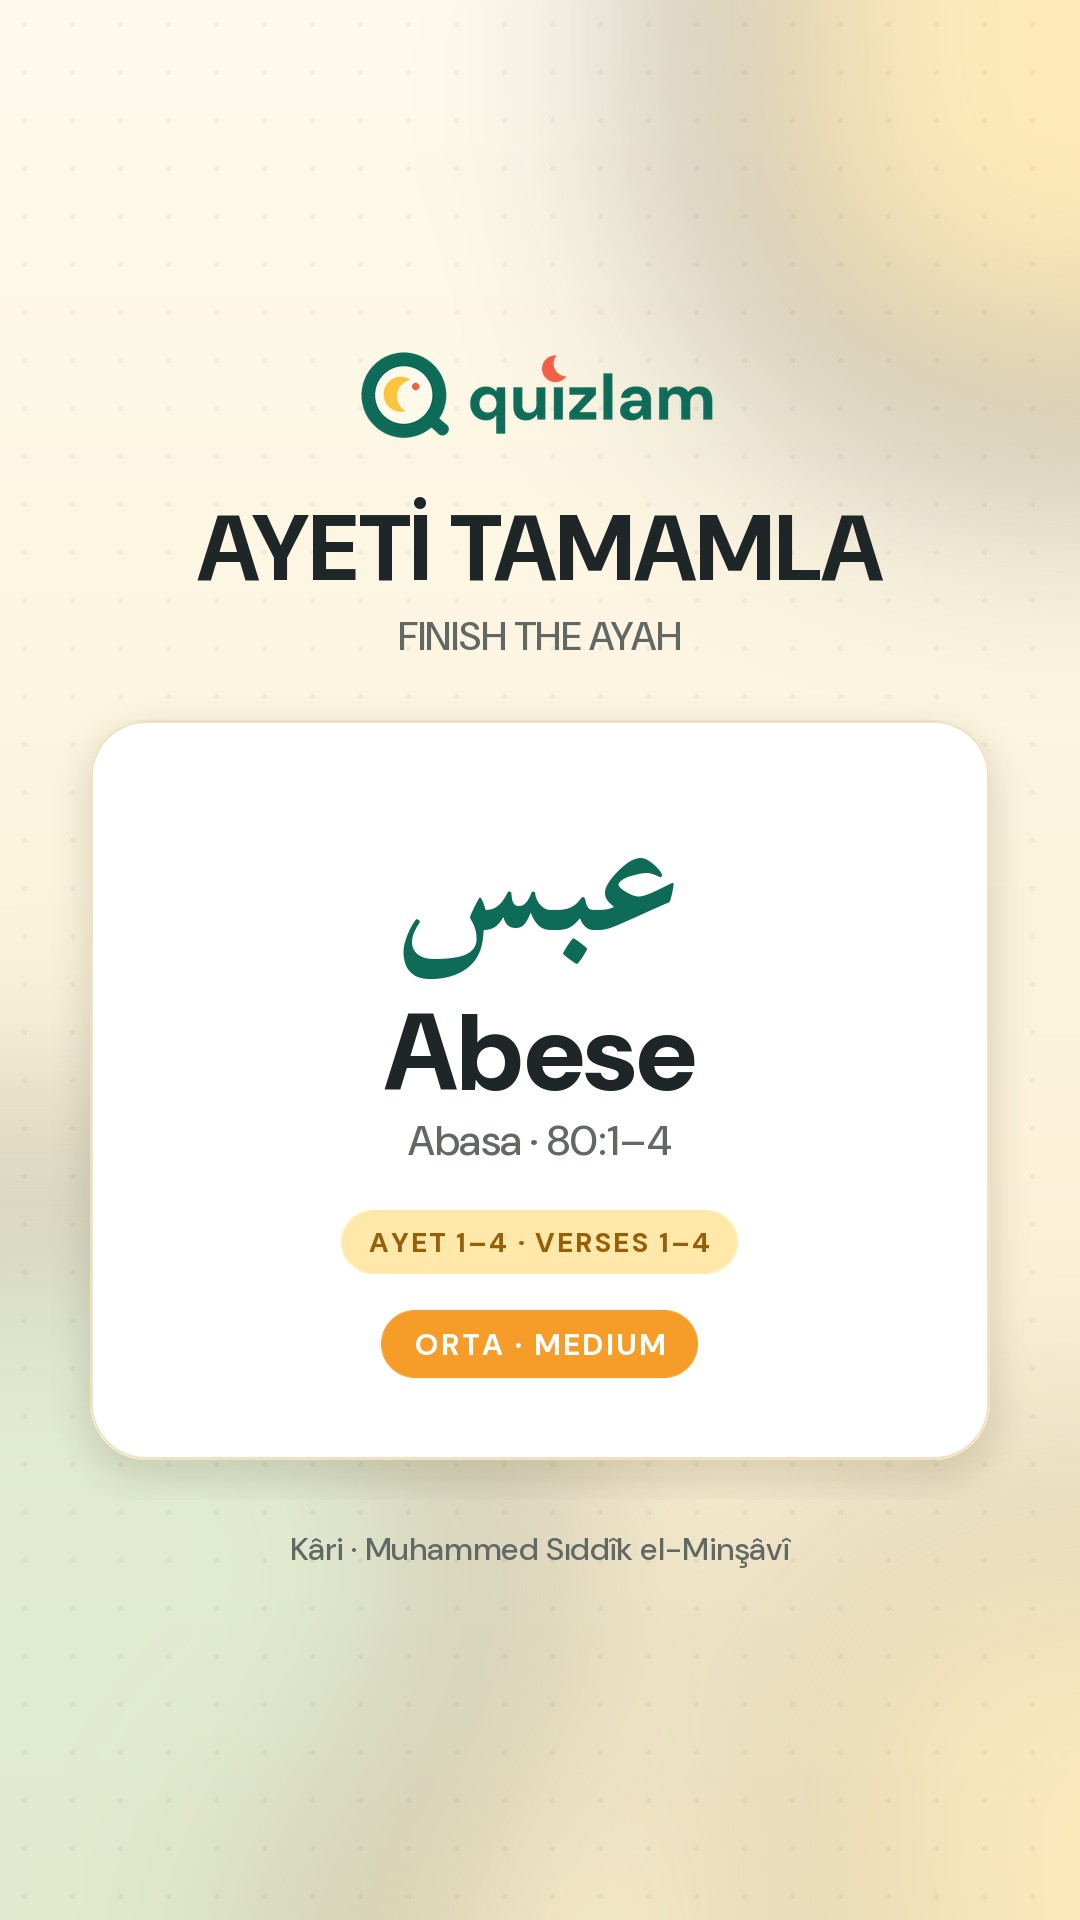 quizlam
AYETİ TAMAMLA
FINISH THE AYAH
عبس
Abese
Abasa · 80:1–4
AYET 1–4 · VERSES 1–4
ORTA · MEDIUM
Kâri · Muhammed Sıddîk el-Minşâvî